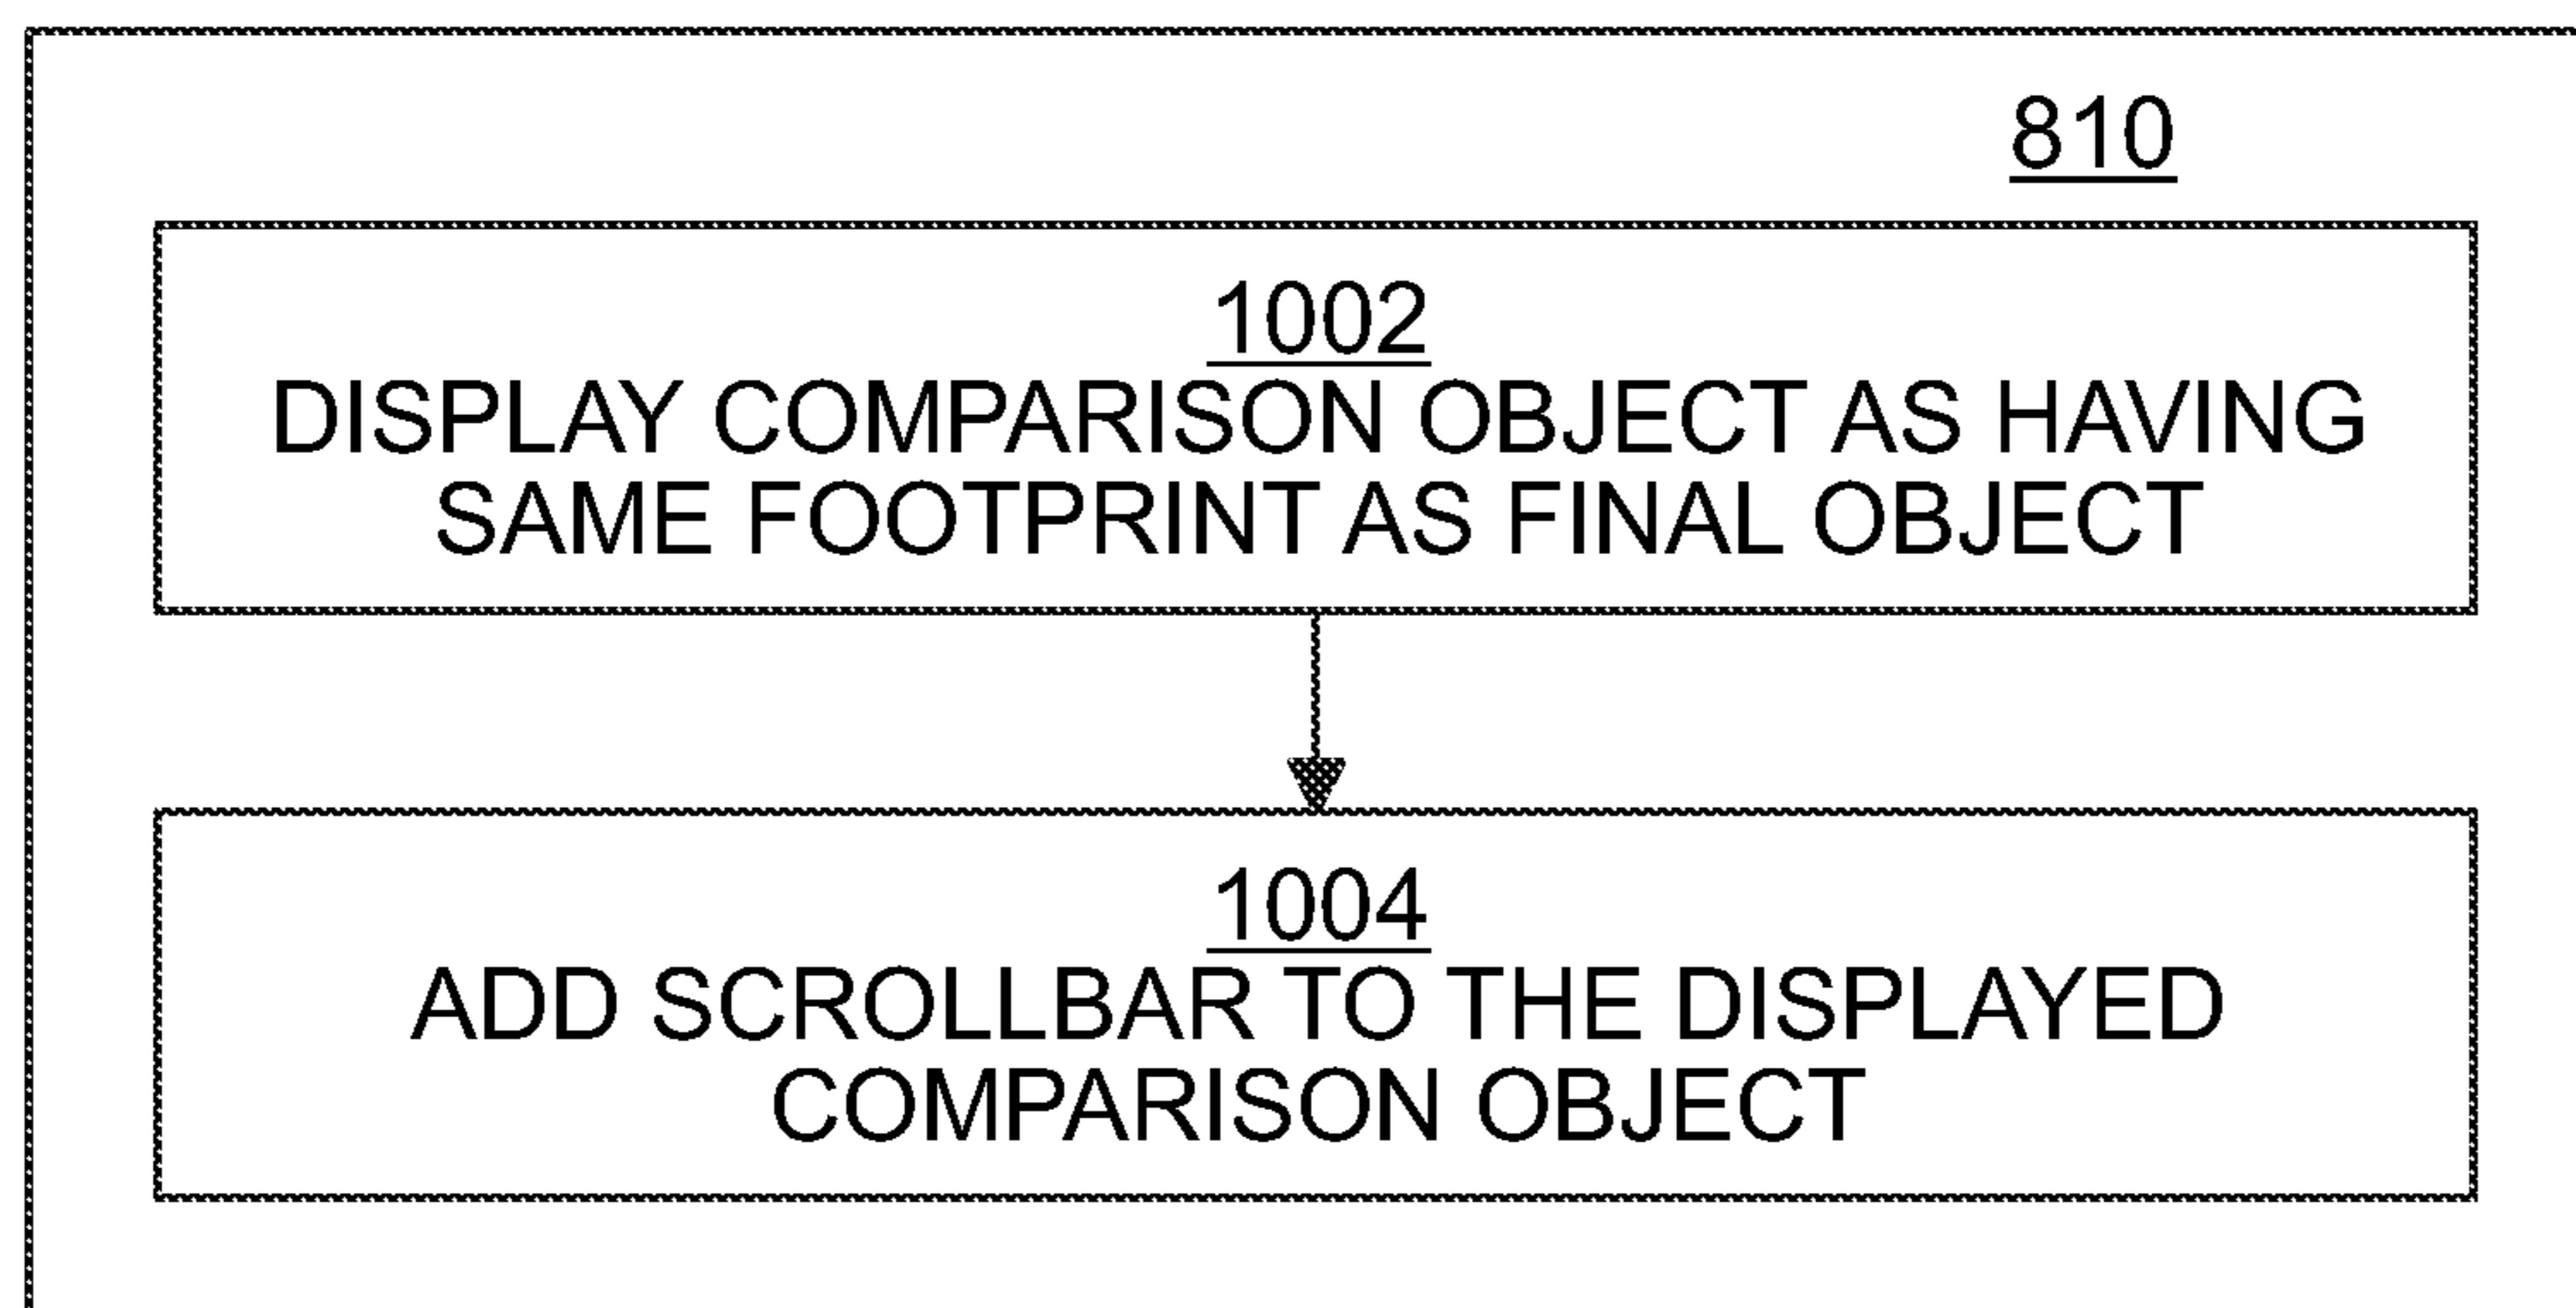 810
1002
DISPLAY COMPARISON OBJECT AS HAVING
SAME FOOTPRINT AS FINAL OBJECT
1004
ADD SCROLLBAR TO THE DISPLAYED
COMPARISON OBJECT